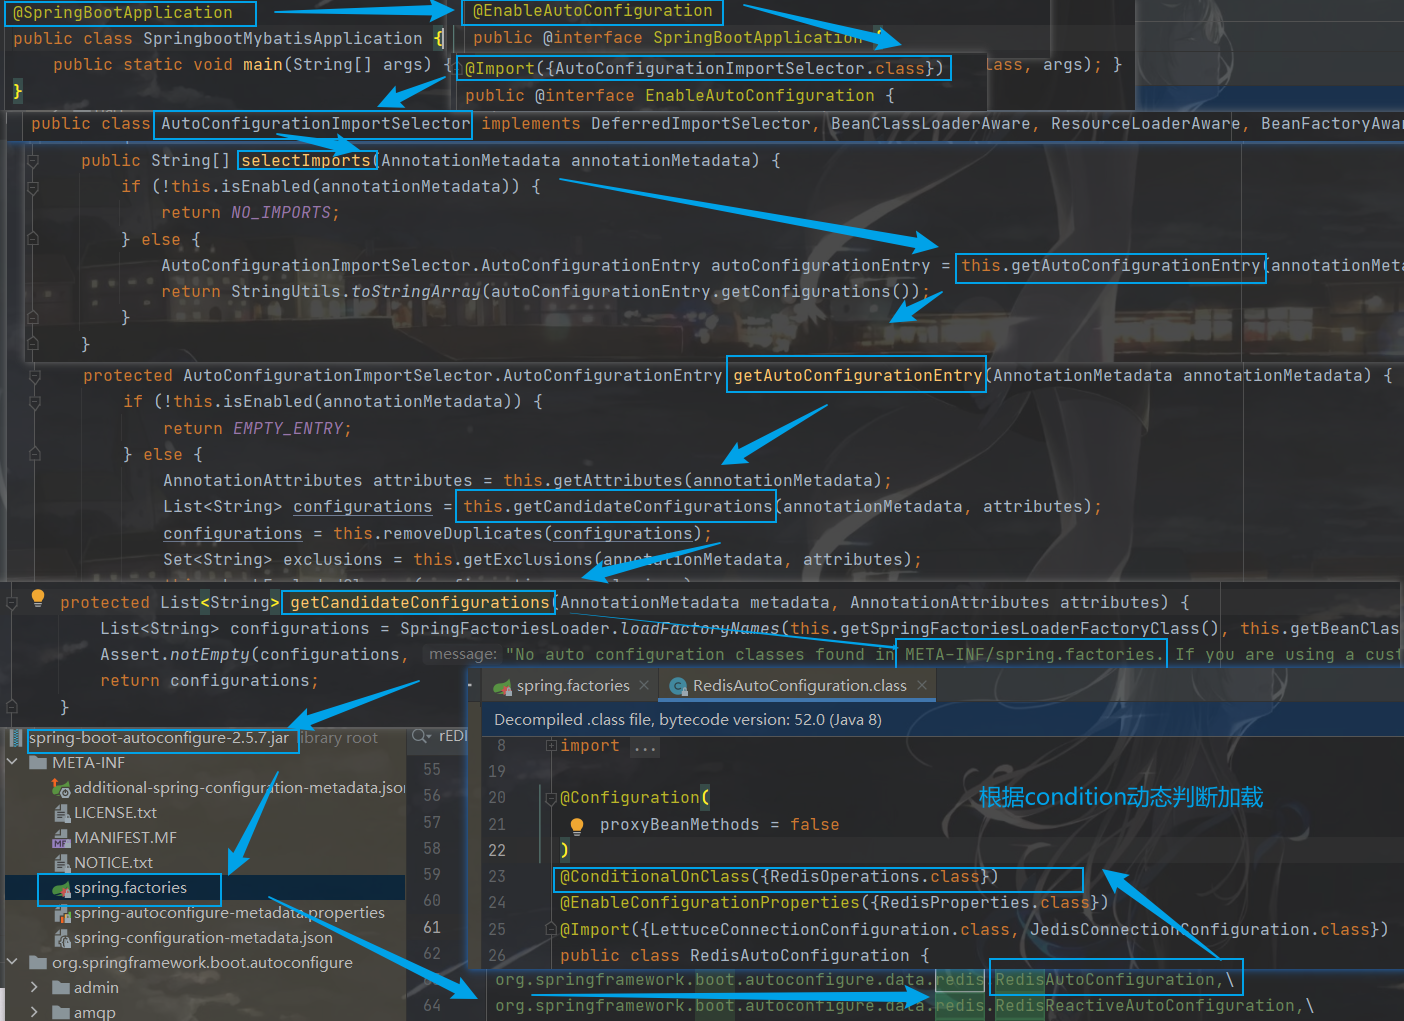 @SpringBootApplication
public class SpringbootMybatisApplication {
public static void main(String[] args) {
}
@EnableAutoConfiguration
public @interface SpringBootApplication {
@Import({AutoConfigurationImportSelector.class})
public @interface EnableAutoConfiguration {
class, args); }
public class AutoConfigurationImportSelector implements DeferredImportSelector, BeanClassLoaderAware, ResourceLoaderAware, BeanFactoryAwa
public String[] selectImports(AnnotationMetadata annotationMetadata) {
if (!this.isEnabled(annotationMetadata)) {
return NO_IMPORTS;
} else {
AutoConfigurationImportSelector.AutoConfigurationEntry autoConfigurationEntry = this.getAutoConfigurationEntry(annotationMeta
return StringUtils.toStringArray(autoConfigurationEntry.getConfigurations());
}
}
protected AutoConfigurationImportSelector.AutoConfigurationEntry getAutoConfigurationEntry(AnnotationMetadata annotationMetadata) {
if (!this.isEnabled(annotationMetadata)) {
return EMPTY_ENTRY;
} else {
AnnotationAttributes attributes = this.getAttributes(annotationMetadata);
List<String> configurations = this.getCandidateConfigurations(annotationMetadata, attributes);
configurations = this.removeDuplicates(configurations);
Set<String> exclusions = this.getExclusions(annotationMetadata, attributes);
protected List<String> getCandidateConfigurations(AnnotationMetadata metadata, AnnotationAttributes attributes) {
List<String> configurations = SpringFactoriesLoader.loadFactoryNames(this.getSpringFactoriesLoaderFactoryClass(), this.getBeanClas
Assert.notEmpty(configurations, message: "No auto configuration classes found in META-INF/spring.factories. If you are using a cust
return configurations;
}
spring-boot-autoconfigure-2.5.7.jar library root
META-INF
additional-spring-configuration-metadata.json
LICENSE.txt
MANIFEST.MF
NOTICE.txt
spring.factories
spring-autoconfigure-metadata.properties
spring-configuration-metadata.json
org.springframework.boot.autoconfigure
admin
amqp
rEDI
55
56
57
58
59
60
61
62
64
spring.factories
RedisAutoConfiguration.class
Decompiled .class file, bytecode version: 52.0 (Java 8)
8 import ...
19
20 @Configuration(
21 proxyBeanMethods = false
22 )
23 @ConditionalOnClass({RedisOperations.class})
24 @EnableConfigurationProperties({RedisProperties.class})
25 @Import({LettuceConnectionConfiguration.class, JedisConnectionConfiguration.class})
26 public class RedisAutoConfiguration {
根据condition动态判断加载
org.springframework.boot.autoconfigure.data.redis.RedisAutoConfiguration,\
org.springframework.boot.autoconfigure.data.redis.RedisReactiveAutoConfiguration,\